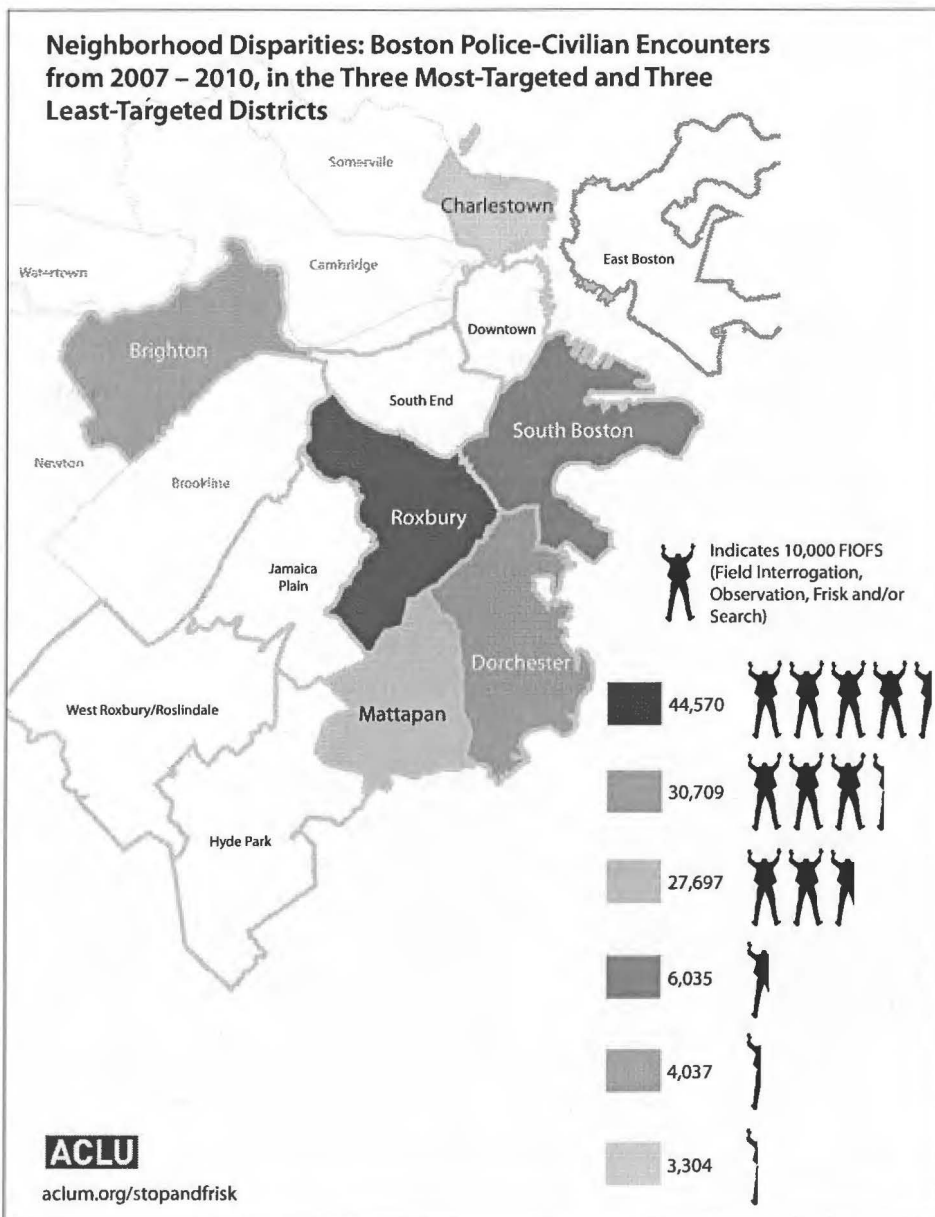 Neighborhood Disparities: Boston Police-Civilian Encounters
from 2007 – 2010, in the Three Most-Targeted and Three
Least-Targeted Districts
Somerville
Charlestown
East Boston
Watertown
Cambridge
Downtown
Brighton
South End
South Boston
Newton
Brookline
Roxbury
Jamaica
Plain
Indicates 10,000 FIOFS
(Field Interrogation,
Observation, Frisk and/or
Search)
Dorchester
West Roxbury/Roslindale
Mattapan
44,570
30,709
Hyde Park
27,697
6,035
4,037
3,304
ACLU
aclum.org/stopandfrisk